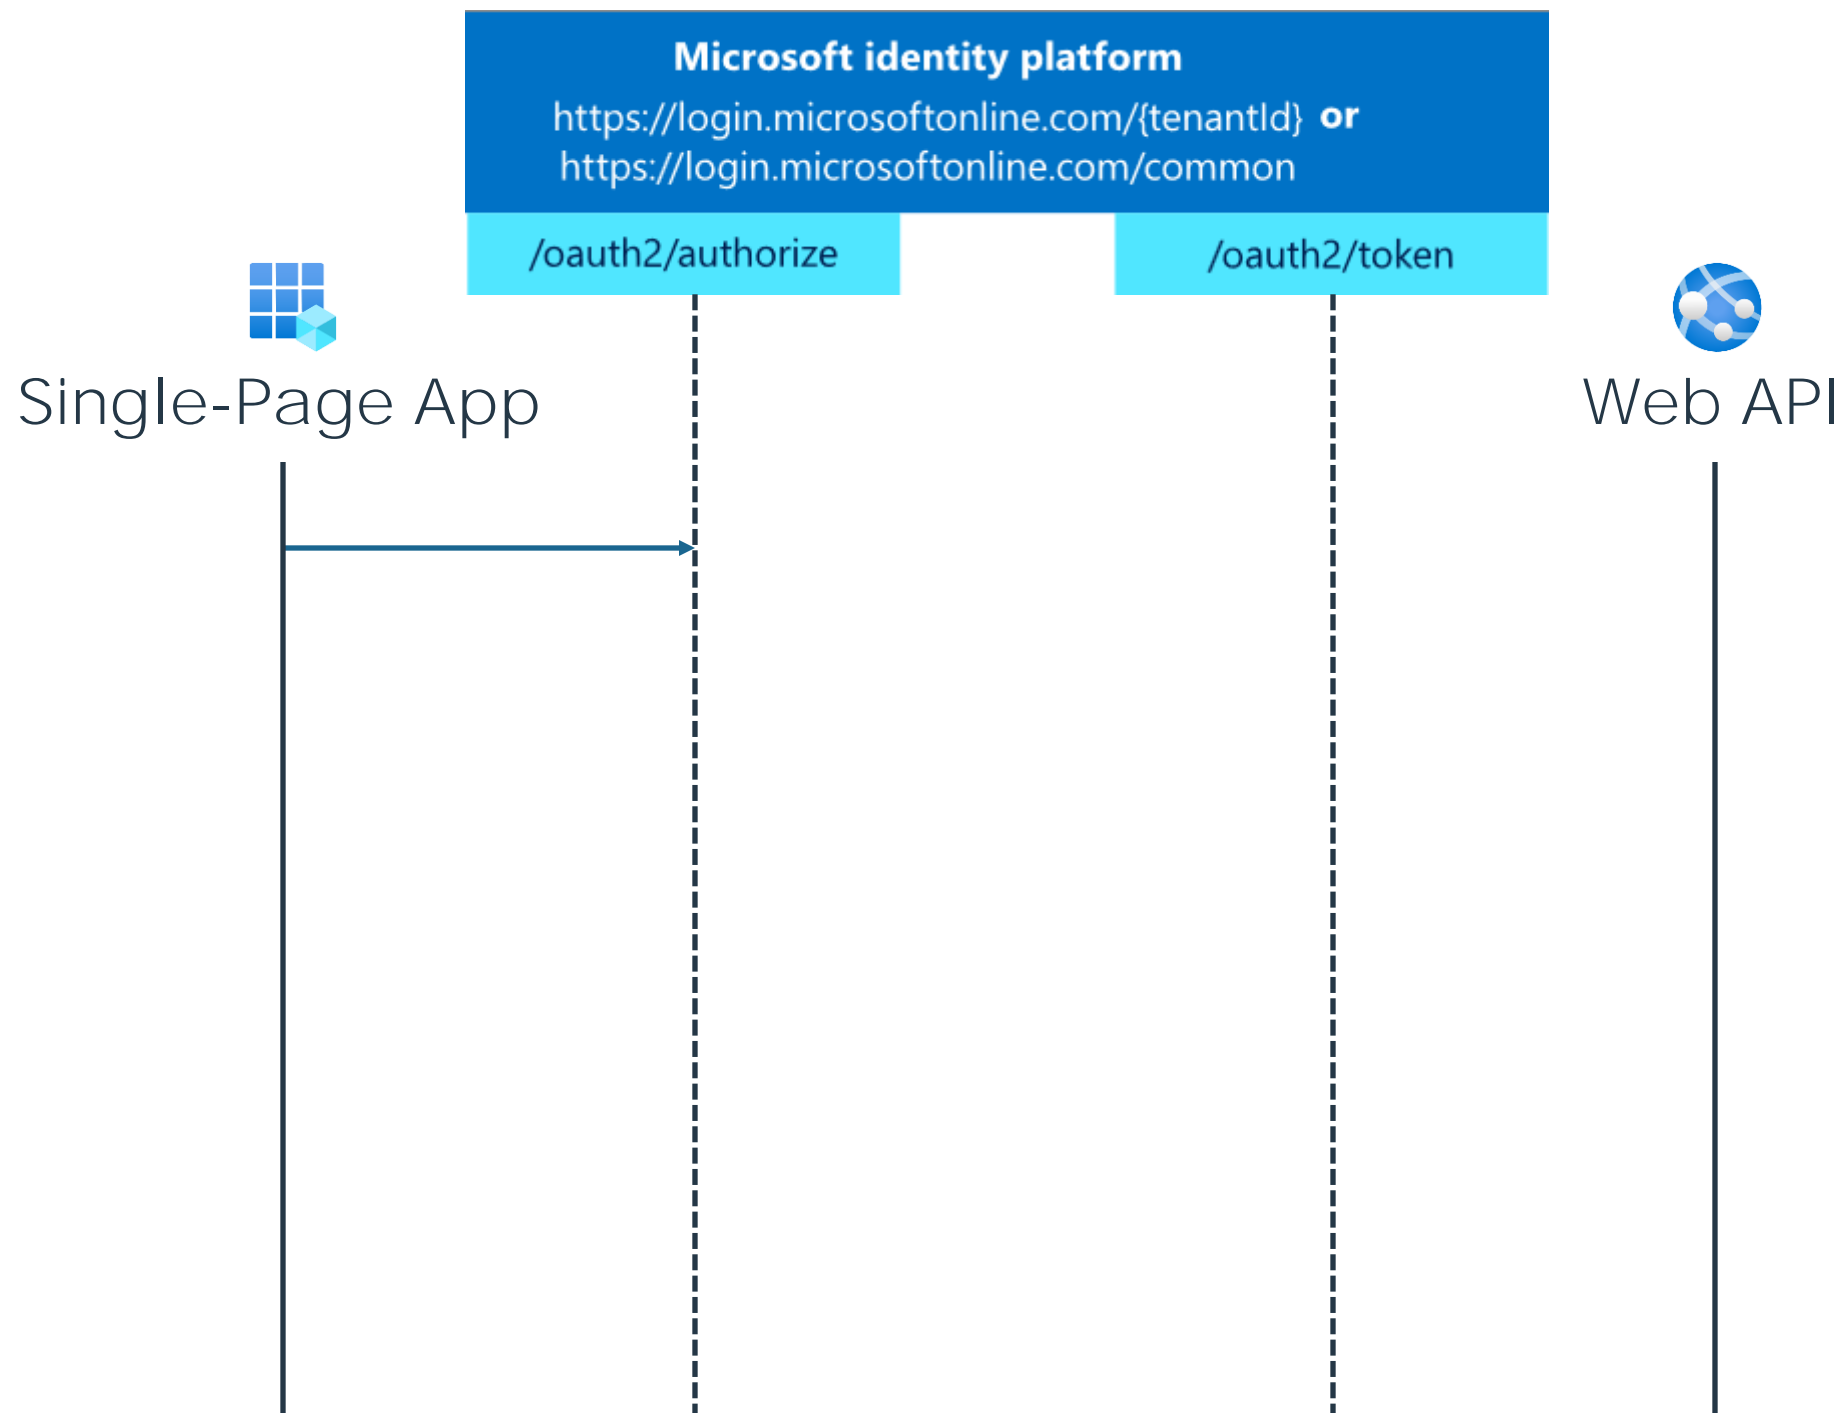 Microsoft identity platform
https://login.microsoftonline.com/{tenantId} or
https://login.microsoftonline.com/common
/oauth2/authorize
/oauth2/token
Single-Page App
Web API